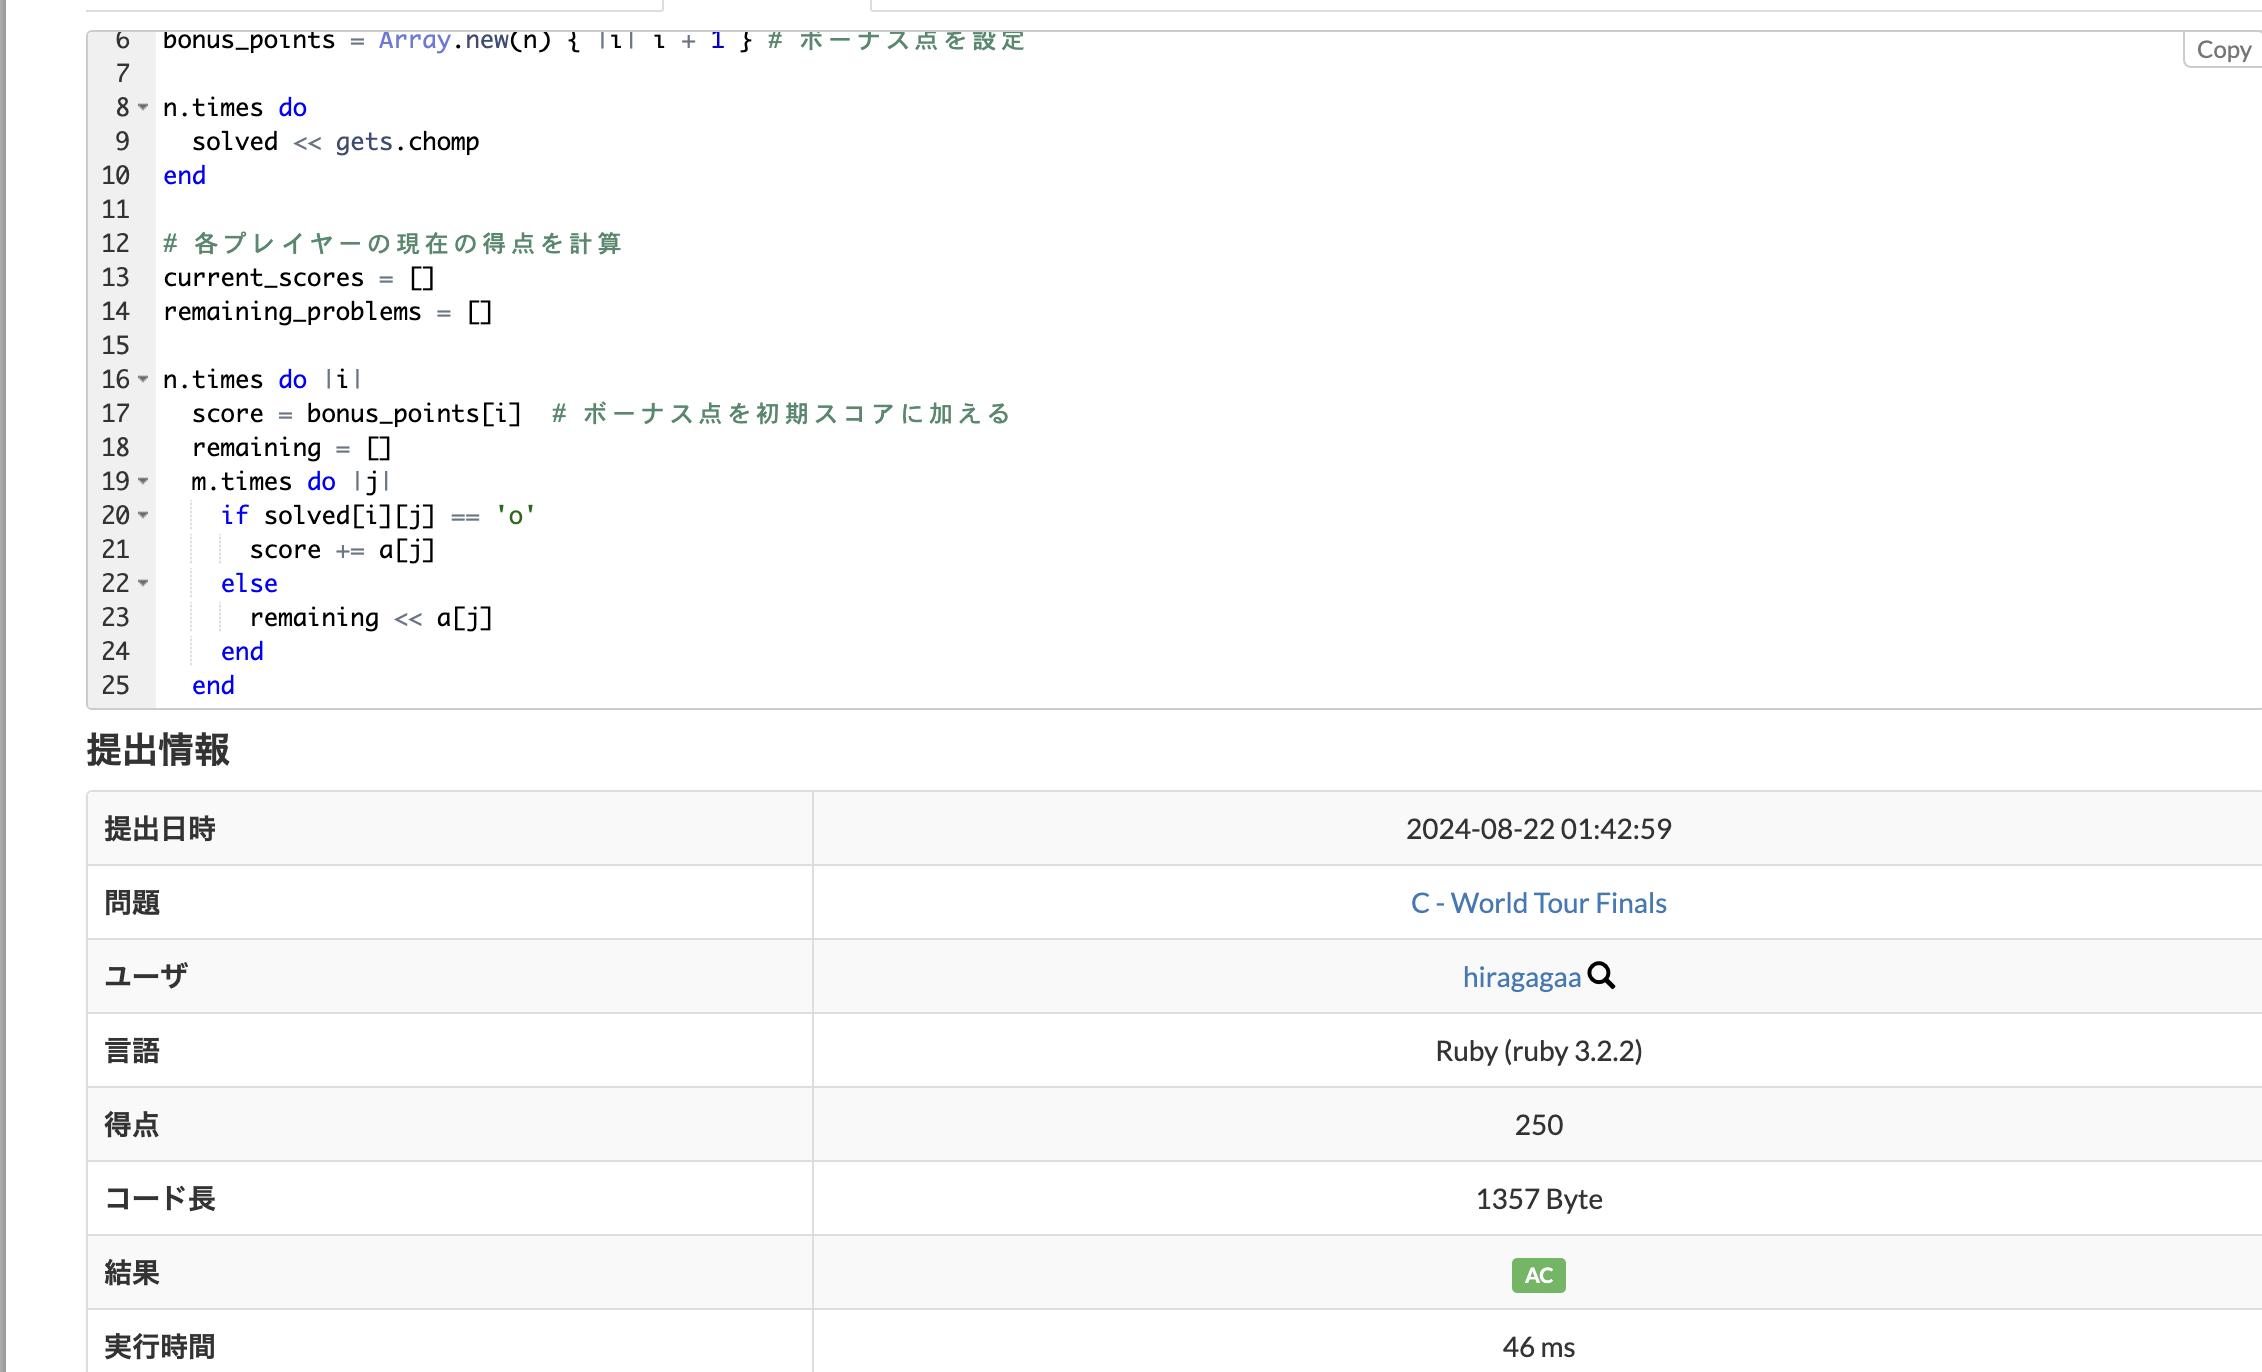 6 bonus_points = Array.new(n) { |i| i + 1 } # ボーナス点を設定
Copy
7
8 n.times do
9 solved << gets.chomp
10 end
11
12 # 各プレイヤーの現在の得点を計算
13 current_scores = []
14 remaining_problems = []
15
16 n.times do |i|
17 score = bonus_points[i]  # ボーナス点を初期スコアに加える
18 remaining = []
19 m.times do |j|
20 if solved[i][j] == 'o'
21 score += a[j]
22 else
23 remaining << a[j]
24 end
25 end
提出情報
提出日時 2024-08-22 01:42:59
問題 C - World Tour Finals
ユーザ hiragagaa
言語 Ruby (ruby 3.2.2)
得点 250
コード長 1357 Byte
結果 AC
実行時間 46 ms